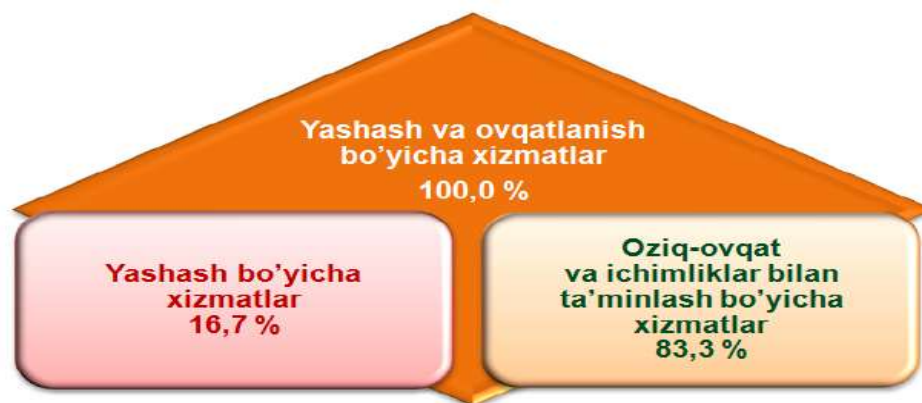 Yashash va ovqatlanish
bo'yicha xizmatlar
100,0 %
Yashash bo'yicha
xizmatlar
16,7 %
Oziq-ovqat
va ichimliklar bilan
ta'minlash bo'yicha
xizmatlar
83,3 %